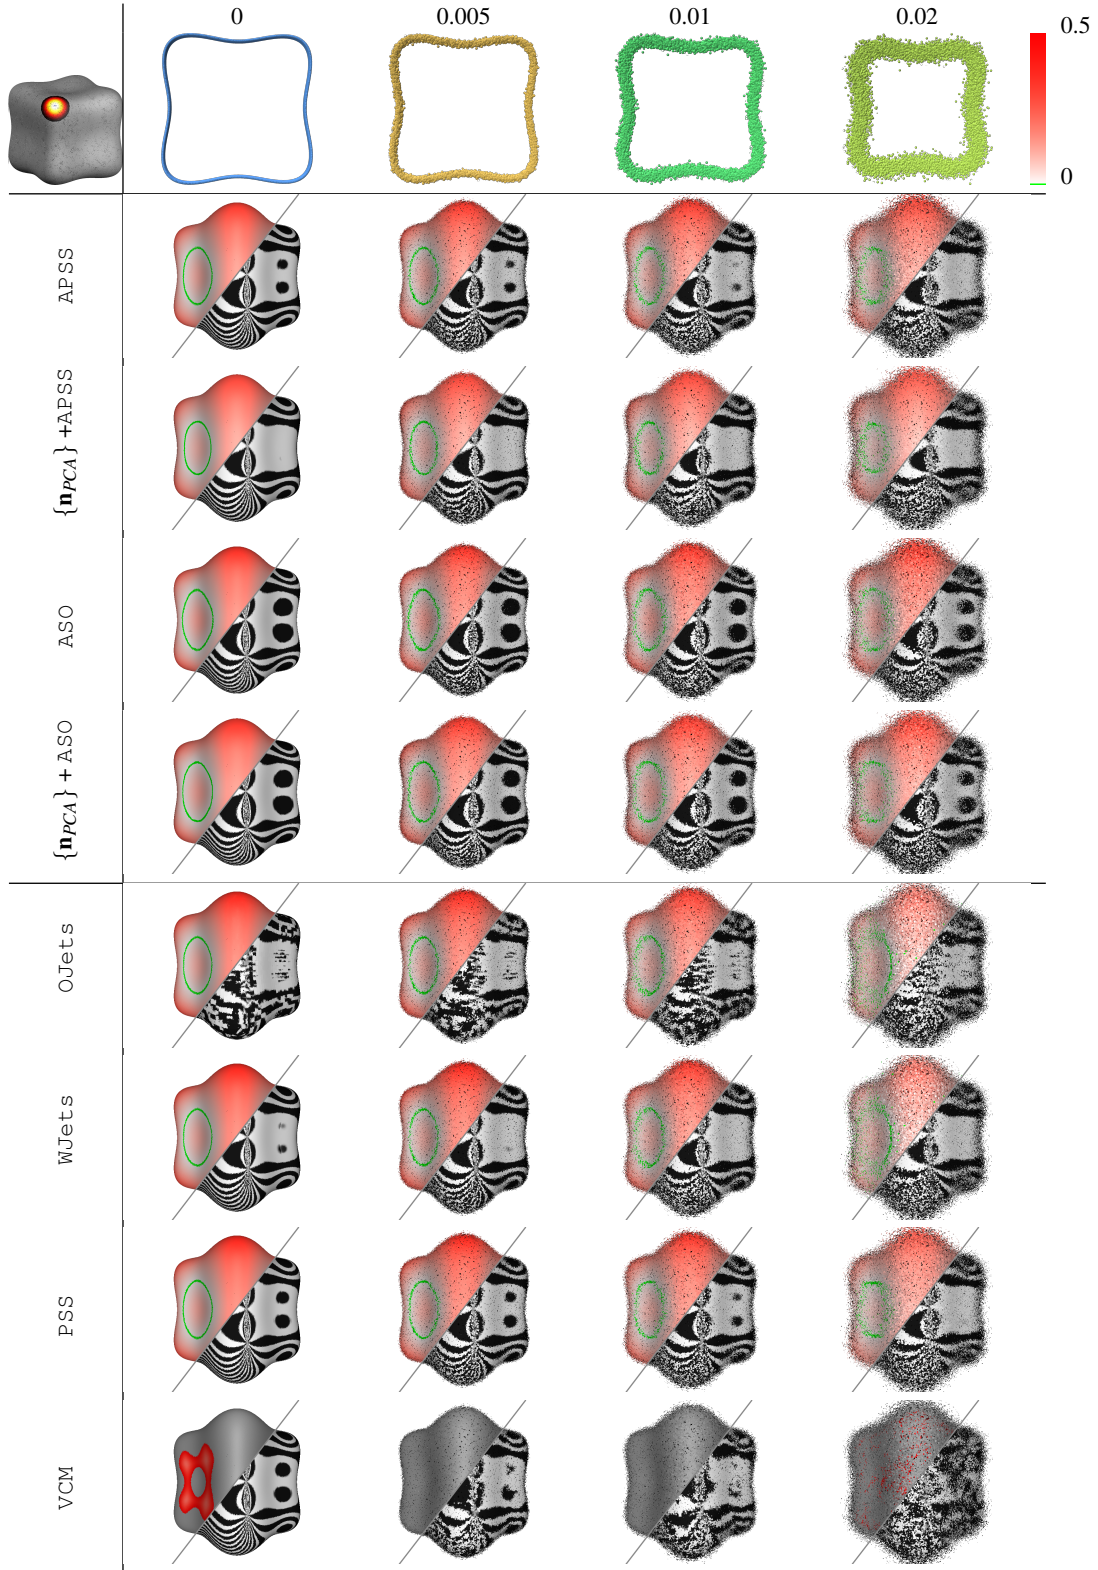 0 0.005 0.01 0.02
0.5
0
APSS
{n_PCA} +APSS
ASO
{n_PCA} + ASO
OJets
WJets
PSS
VCM